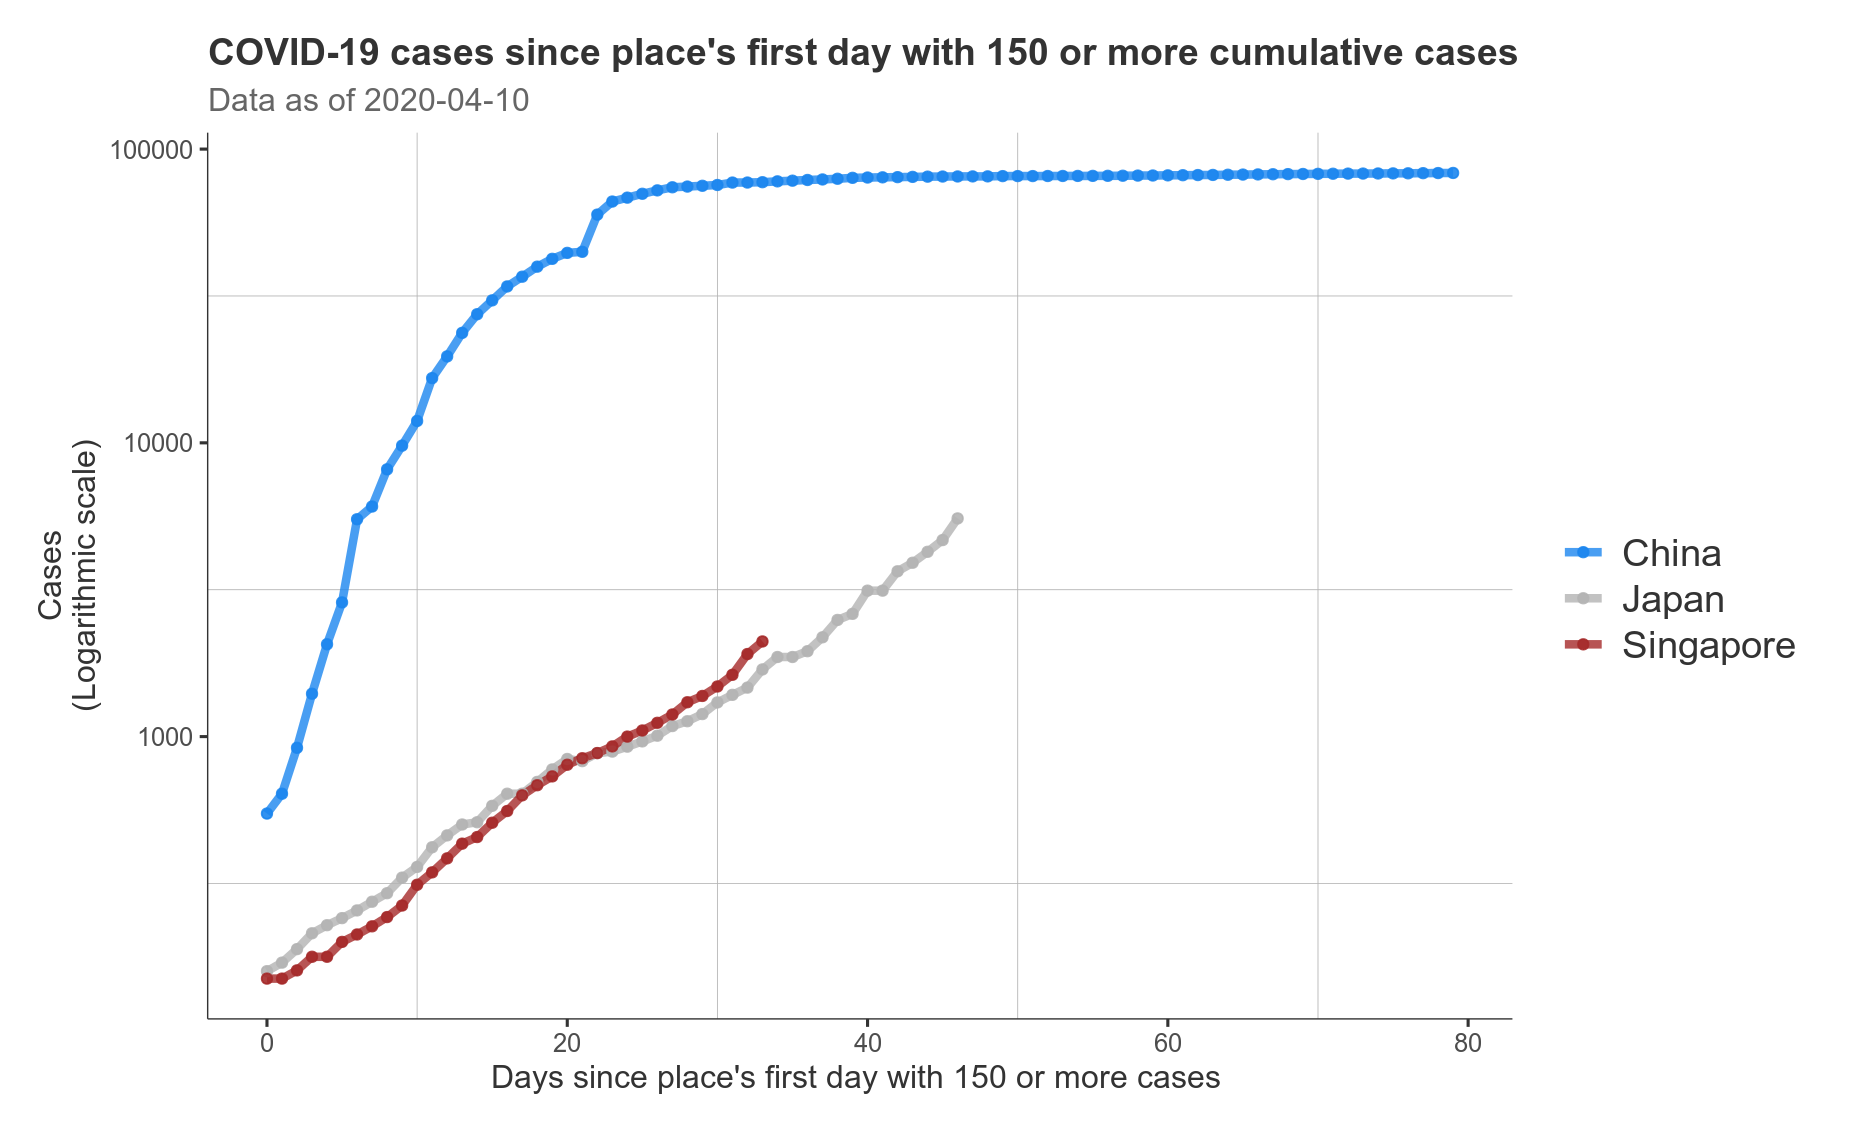 COVID-19 cases since place's first day with 150 or more cumulative cases
Data as of 2020-04-10
100000
10000
1000
Cases
(Logarithmic scale)
0
20
40
60
80
Days since place's first day with 150 or more cases
China
Japan
Singapore